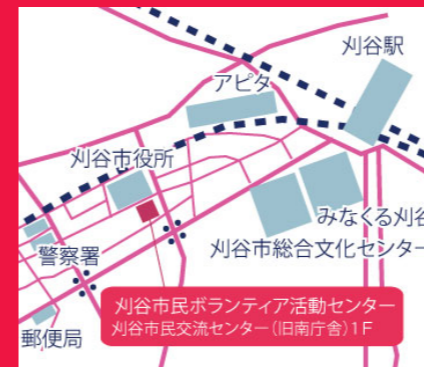 刈谷駅
アピタ
刈谷市役所
みなくる刈谷
刈谷市総合文化センター
警察署
刈谷市民ボランティア活動センター
刈谷市民交流センター(旧南庁舎)1F
郵便局